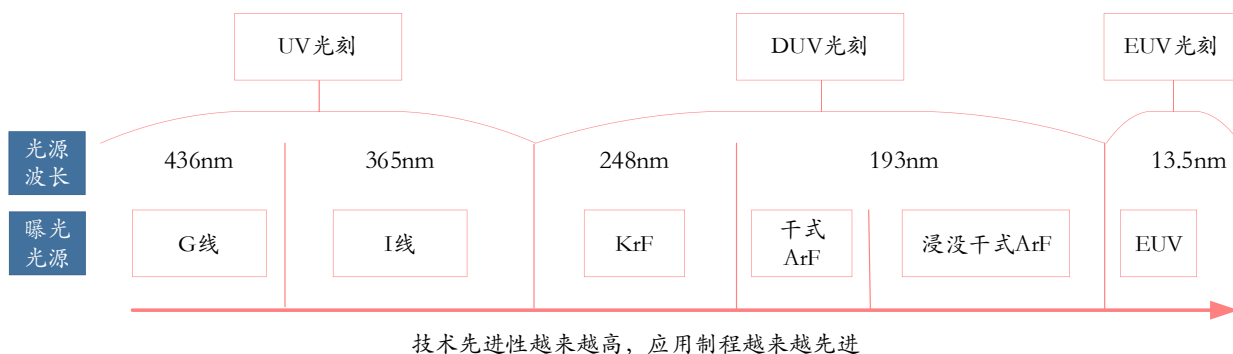 UV光刻
DUV光刻
EUV光刻
光源
波长
436nm
365nm
248nm
193nm
13.5nm
曝光
光源
G线
I线
KrF
干式
ArF
浸没干式ArF
EUV
技术先进性越来越高，应用制程越来越先进